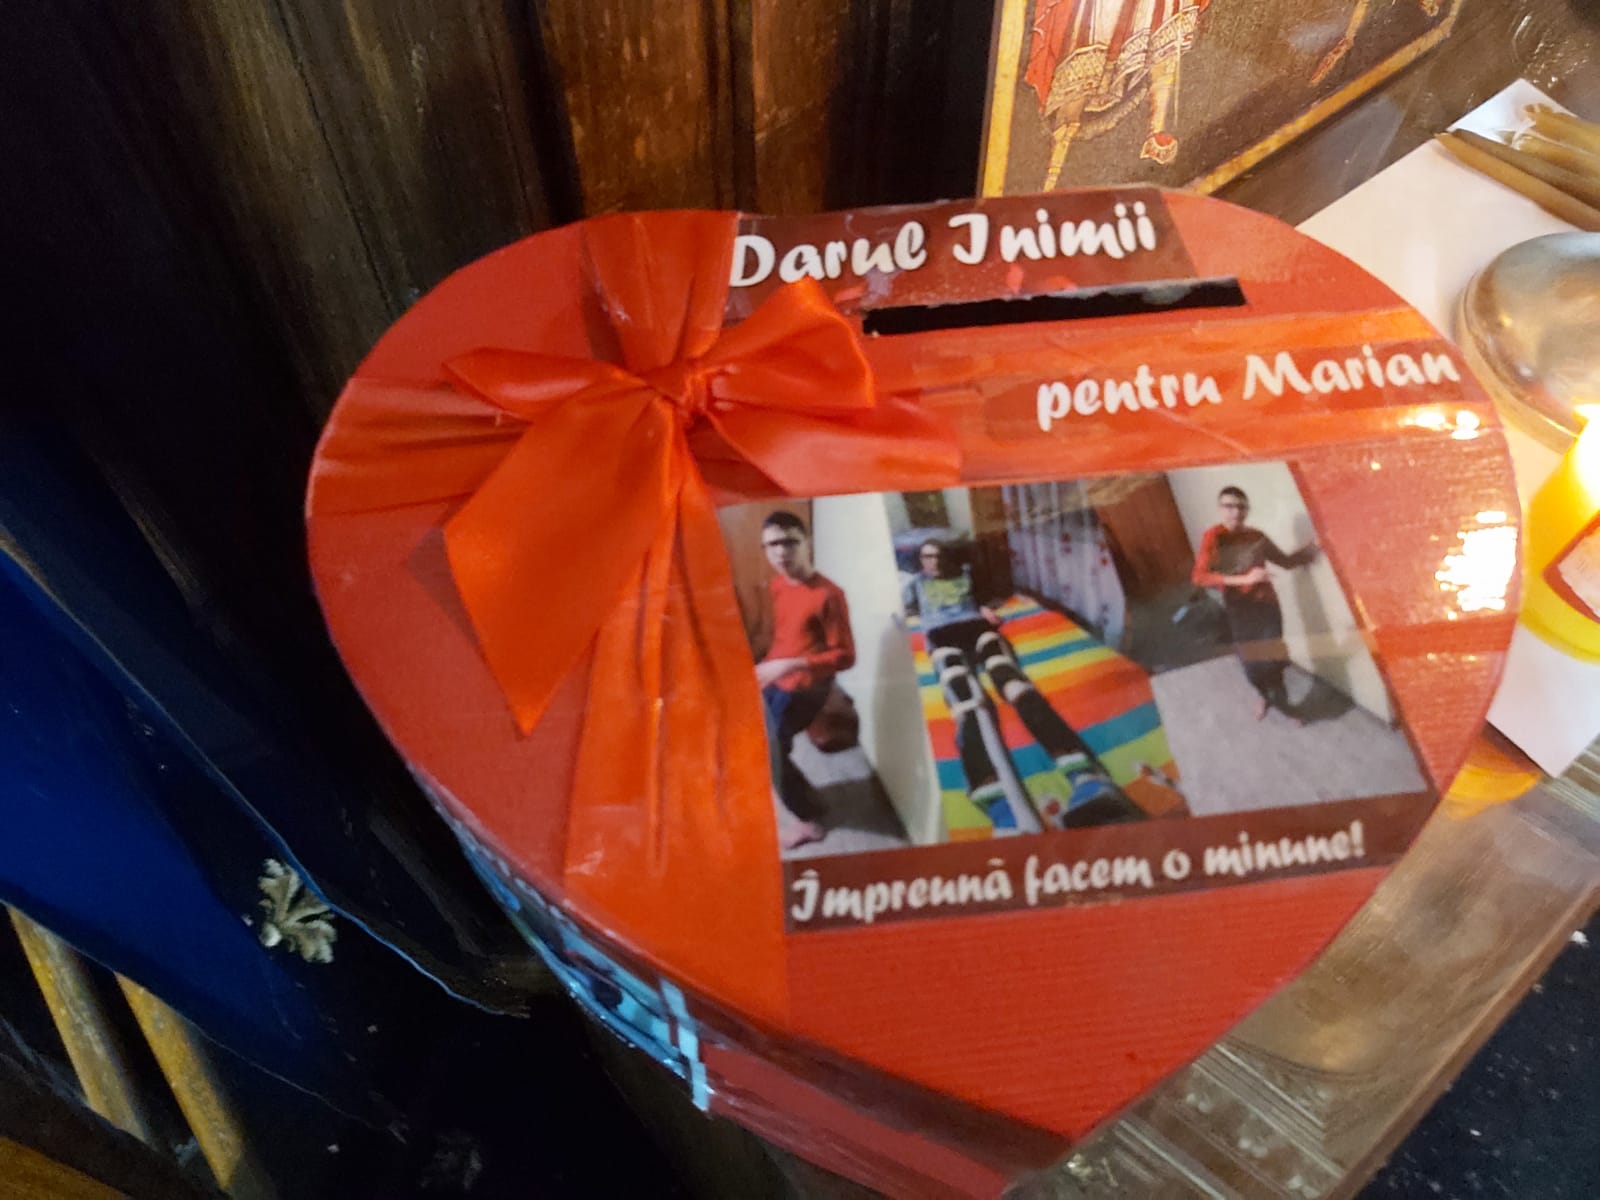 Darul Inimii
pentru Marian
Împreună facem o minune!